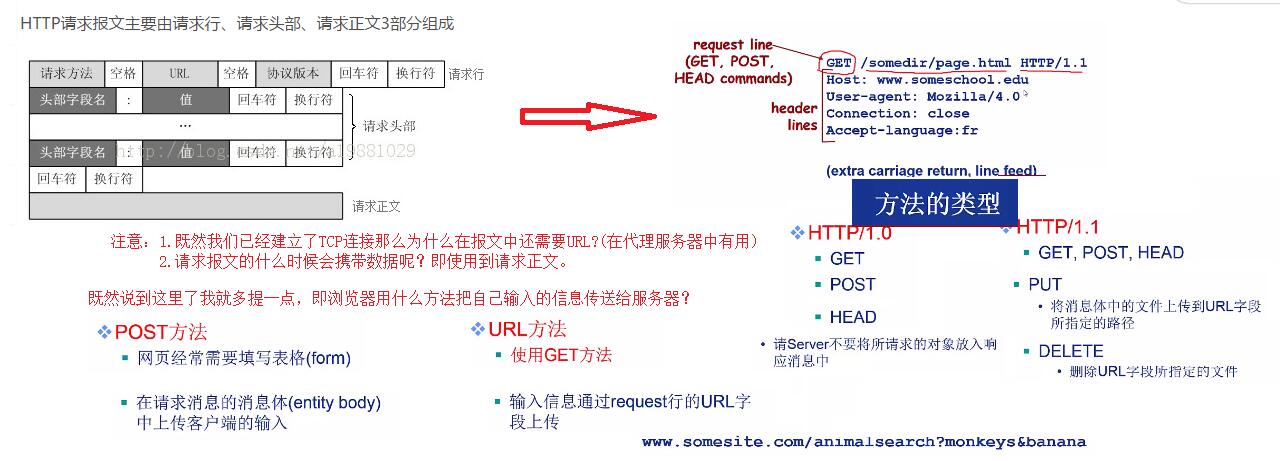 HTTP请求报文主要由请求行、请求头部、请求正文3部分组成
请求方法 空格 URL 空格 协议版本 回车符 换行符 请求行
头部字段名 : 值 回车符 换行符
... 请求头部
头部字段名 : 值 回车符 换行符
回车符 换行符
请求正文
request line
(GET, POST,
HEAD commands)
header
lines
GET /somedir/page.html HTTP/1.1
Host: www.someschool.edu
User-agent: Mozilla/4.0
Connection: close
Accept-language:fr
(extra carriage return, line feed)
注意：1.既然我们已经建立了TCP连接那么为什么在报文中还需要URL?(在代理服务器中有用)
2.请求报文的什么时候会携带数据呢？即使用到请求正文。
既然说到这里了我就多提一点，即浏览器用什么方法把自己输入的信息传送给服务器？
POST方法
网页经常需要填写表格(form)
在请求消息的消息体(entity body)
中上传客户端的输入
URL方法
使用GET方法
输入信息通过request行的URL字
段上传
www.somesite.com/animalsearch?monkeys&banana
方法的类型
HTTP/1.0
GET
POST
HEAD
请Server不要将所请求的对象放入响
应消息中
HTTP/1.1
GET, POST, HEAD
PUT
将消息体中的文件上传到URL字段
所指定的路径
DELETE
删除URL字段所指定的文件